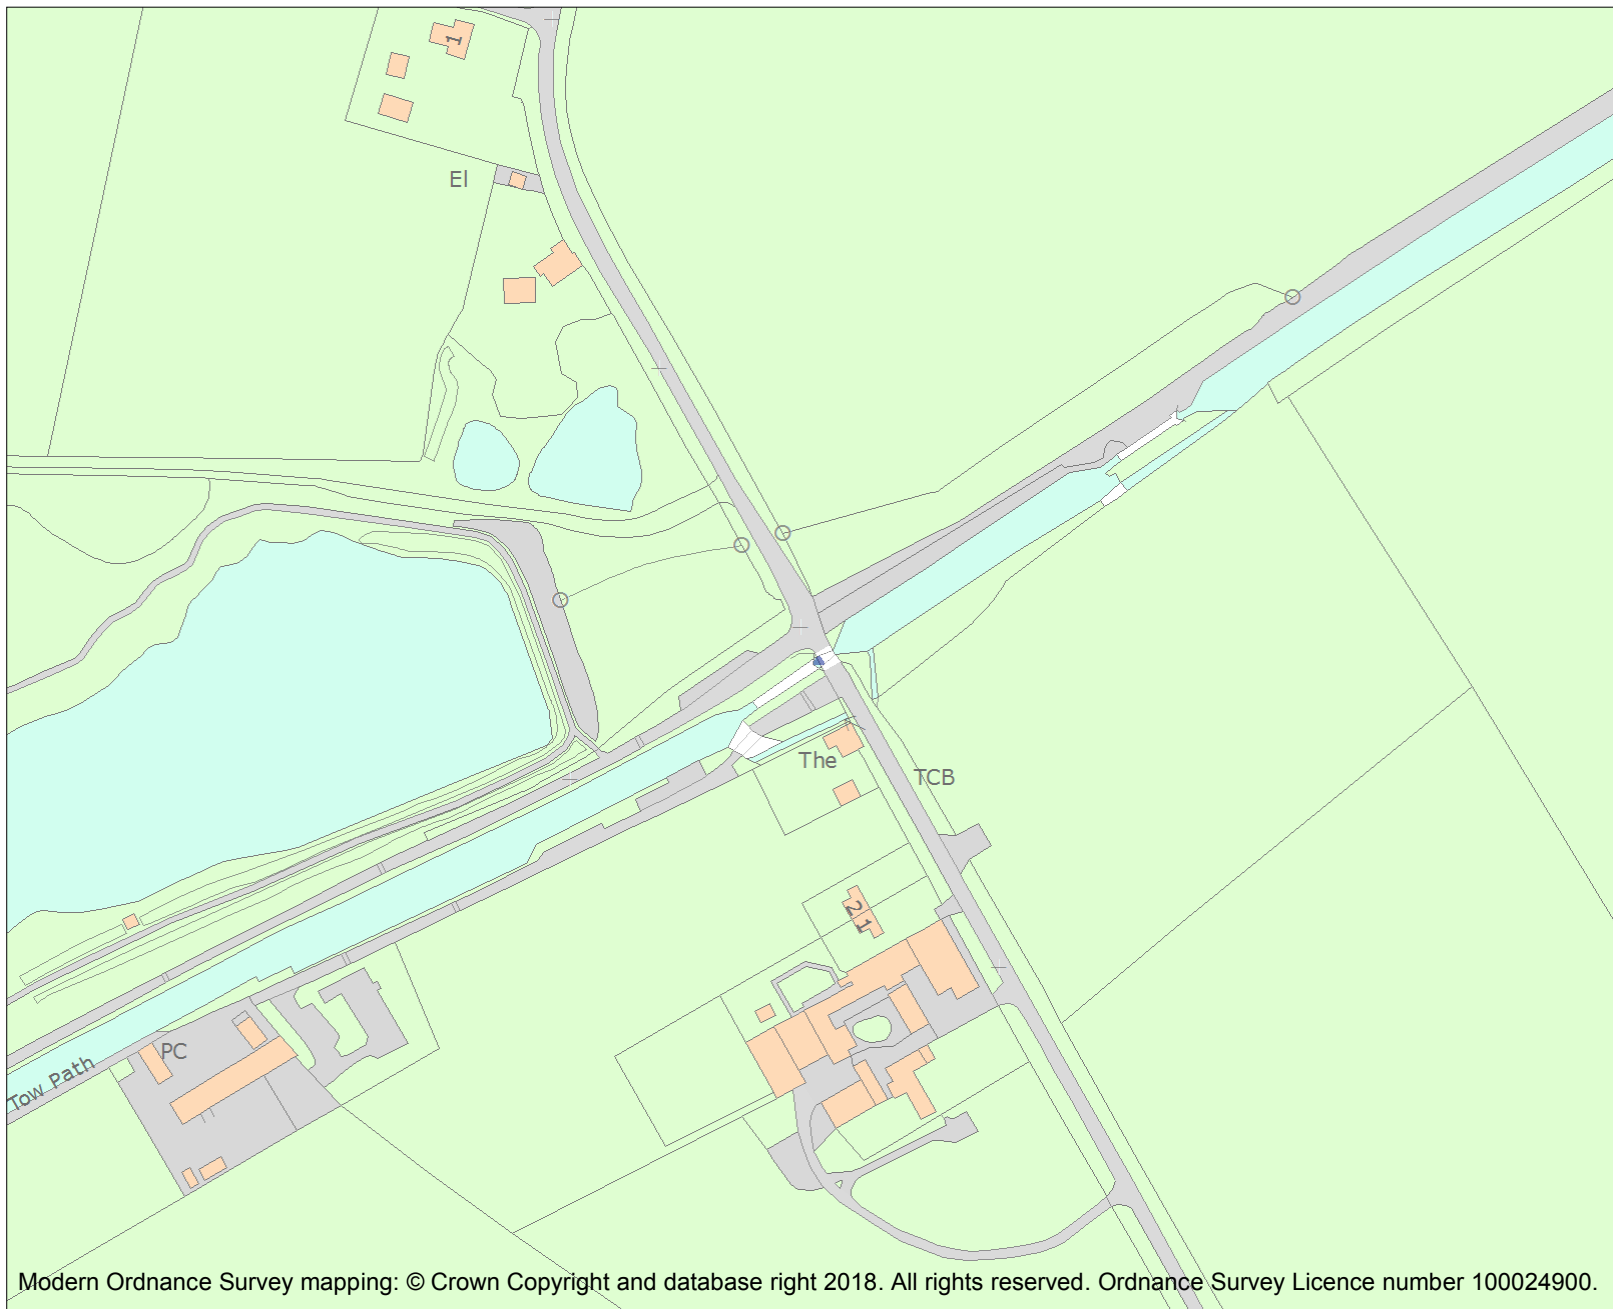 1
El
The
TCB
2
1
PC
Tow Path
Modern Ordnance Survey mapping: © Crown Copyright and database right 2018. All rights reserved. Ordnance Survey Licence number 100024900.